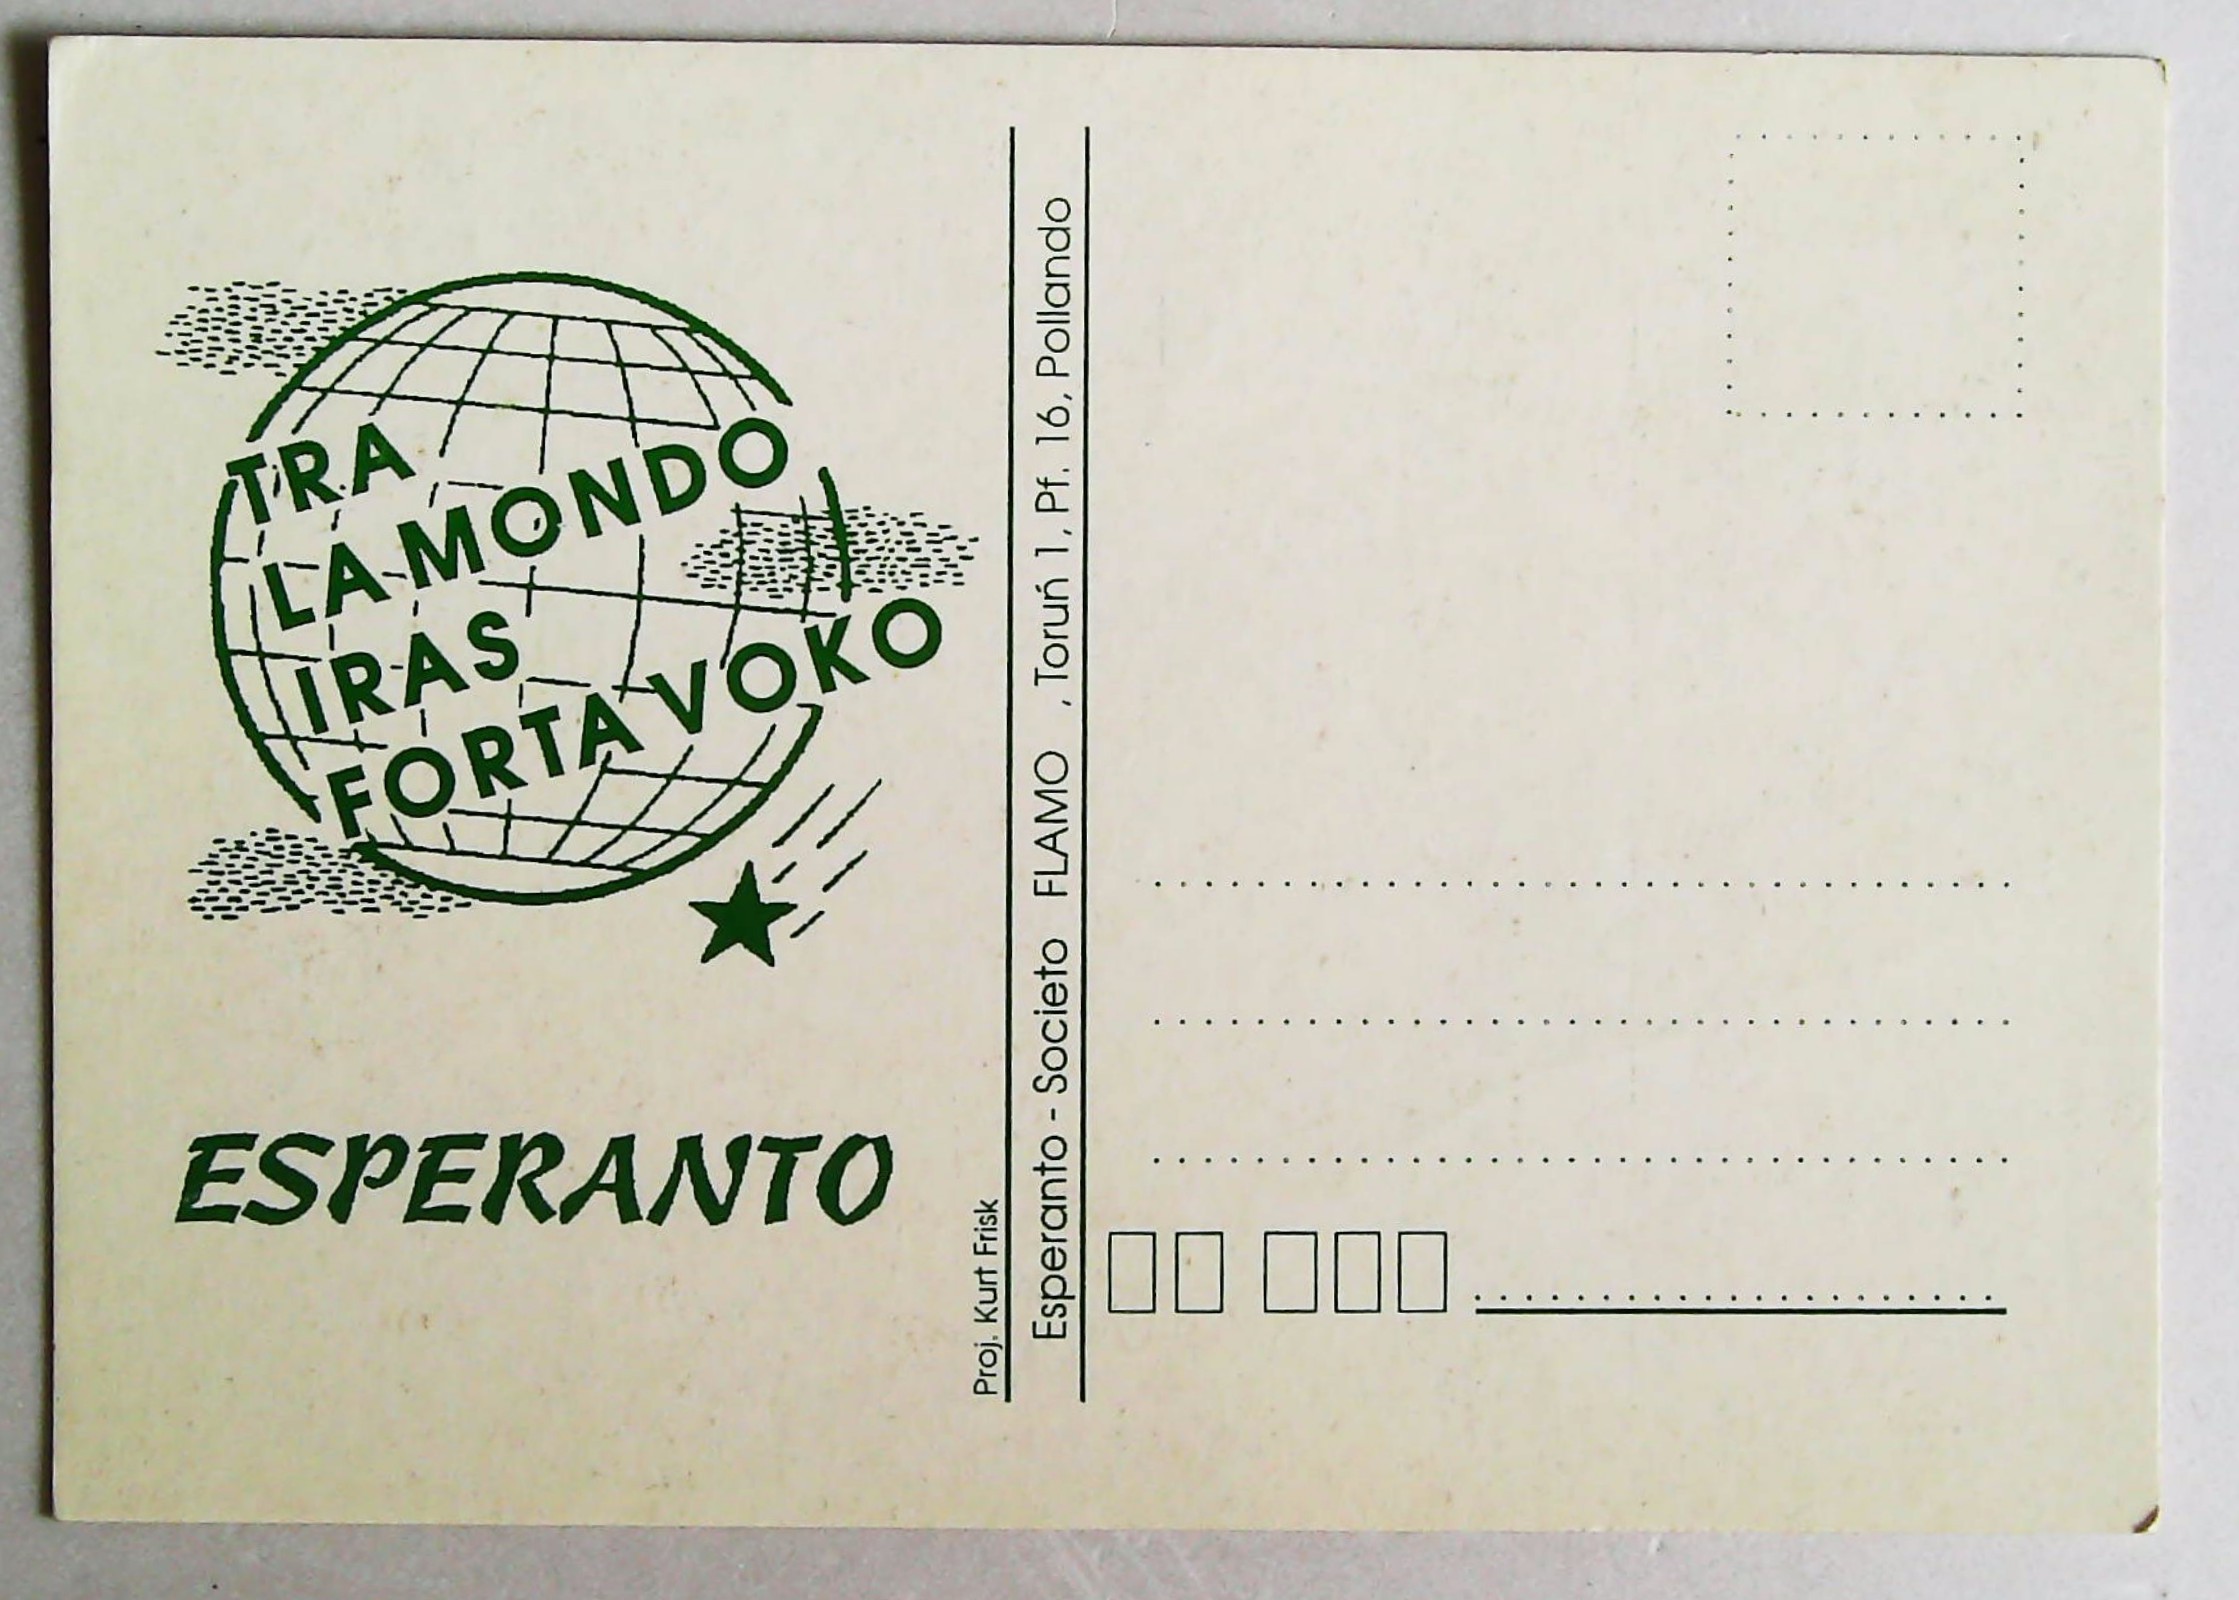 TRA
LA MONDO
IRAS
FORTA VOKO
ESPERANTO
Proj. Kurt Frisk
Esperanto - Societo FLAMO , Toruń 1, Pf. 16, Pollando